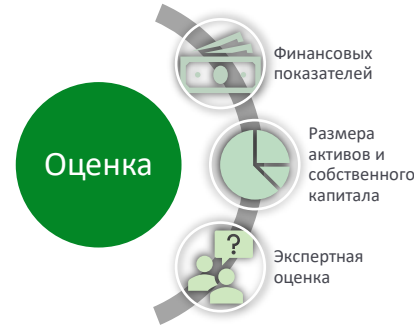 Оценка
Финансовых
показателей
Размера
активов и
собственного
капитала
?
Экспертная
оценка